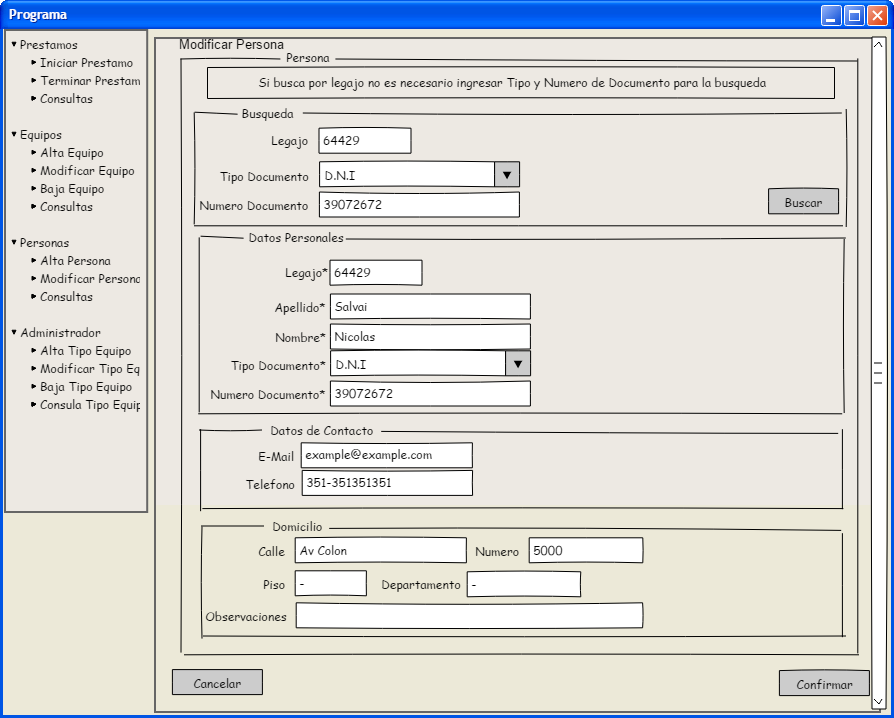 Programa
Prestamos
Iniciar Prestamo
Terminar Prestam
Consultas
Equipos
Alta Equipo
Modificar Equipo
Baja Equipo
Consultas
Personas
Alta Persona
Modificar Persona
Consultas
Administrador
Alta Tipo Equipo
Modificar Tipo Eq
Baja Tipo Equipo
Consula Tipo Equip
Modificar Persona
Persona
Si busca por legajo no es necesario ingresar Tipo y Numero de Documento para la busqueda
Busqueda
Legajo 64429
Tipo Documento D.N.I
Numero Documento 39072672 Buscar
Datos Personales
Legajo* 64429
Apellido* Salvai
Nombre* Nicolas
Tipo Documento* D.N.I
Numero Documento* 39072672
Datos de Contacto
E-Mail example@example.com
Telefono 351-351351351
Domicilio
Calle Av Colon Numero 5000
Piso - Departamento -
Observaciones
Cancelar Confirmar